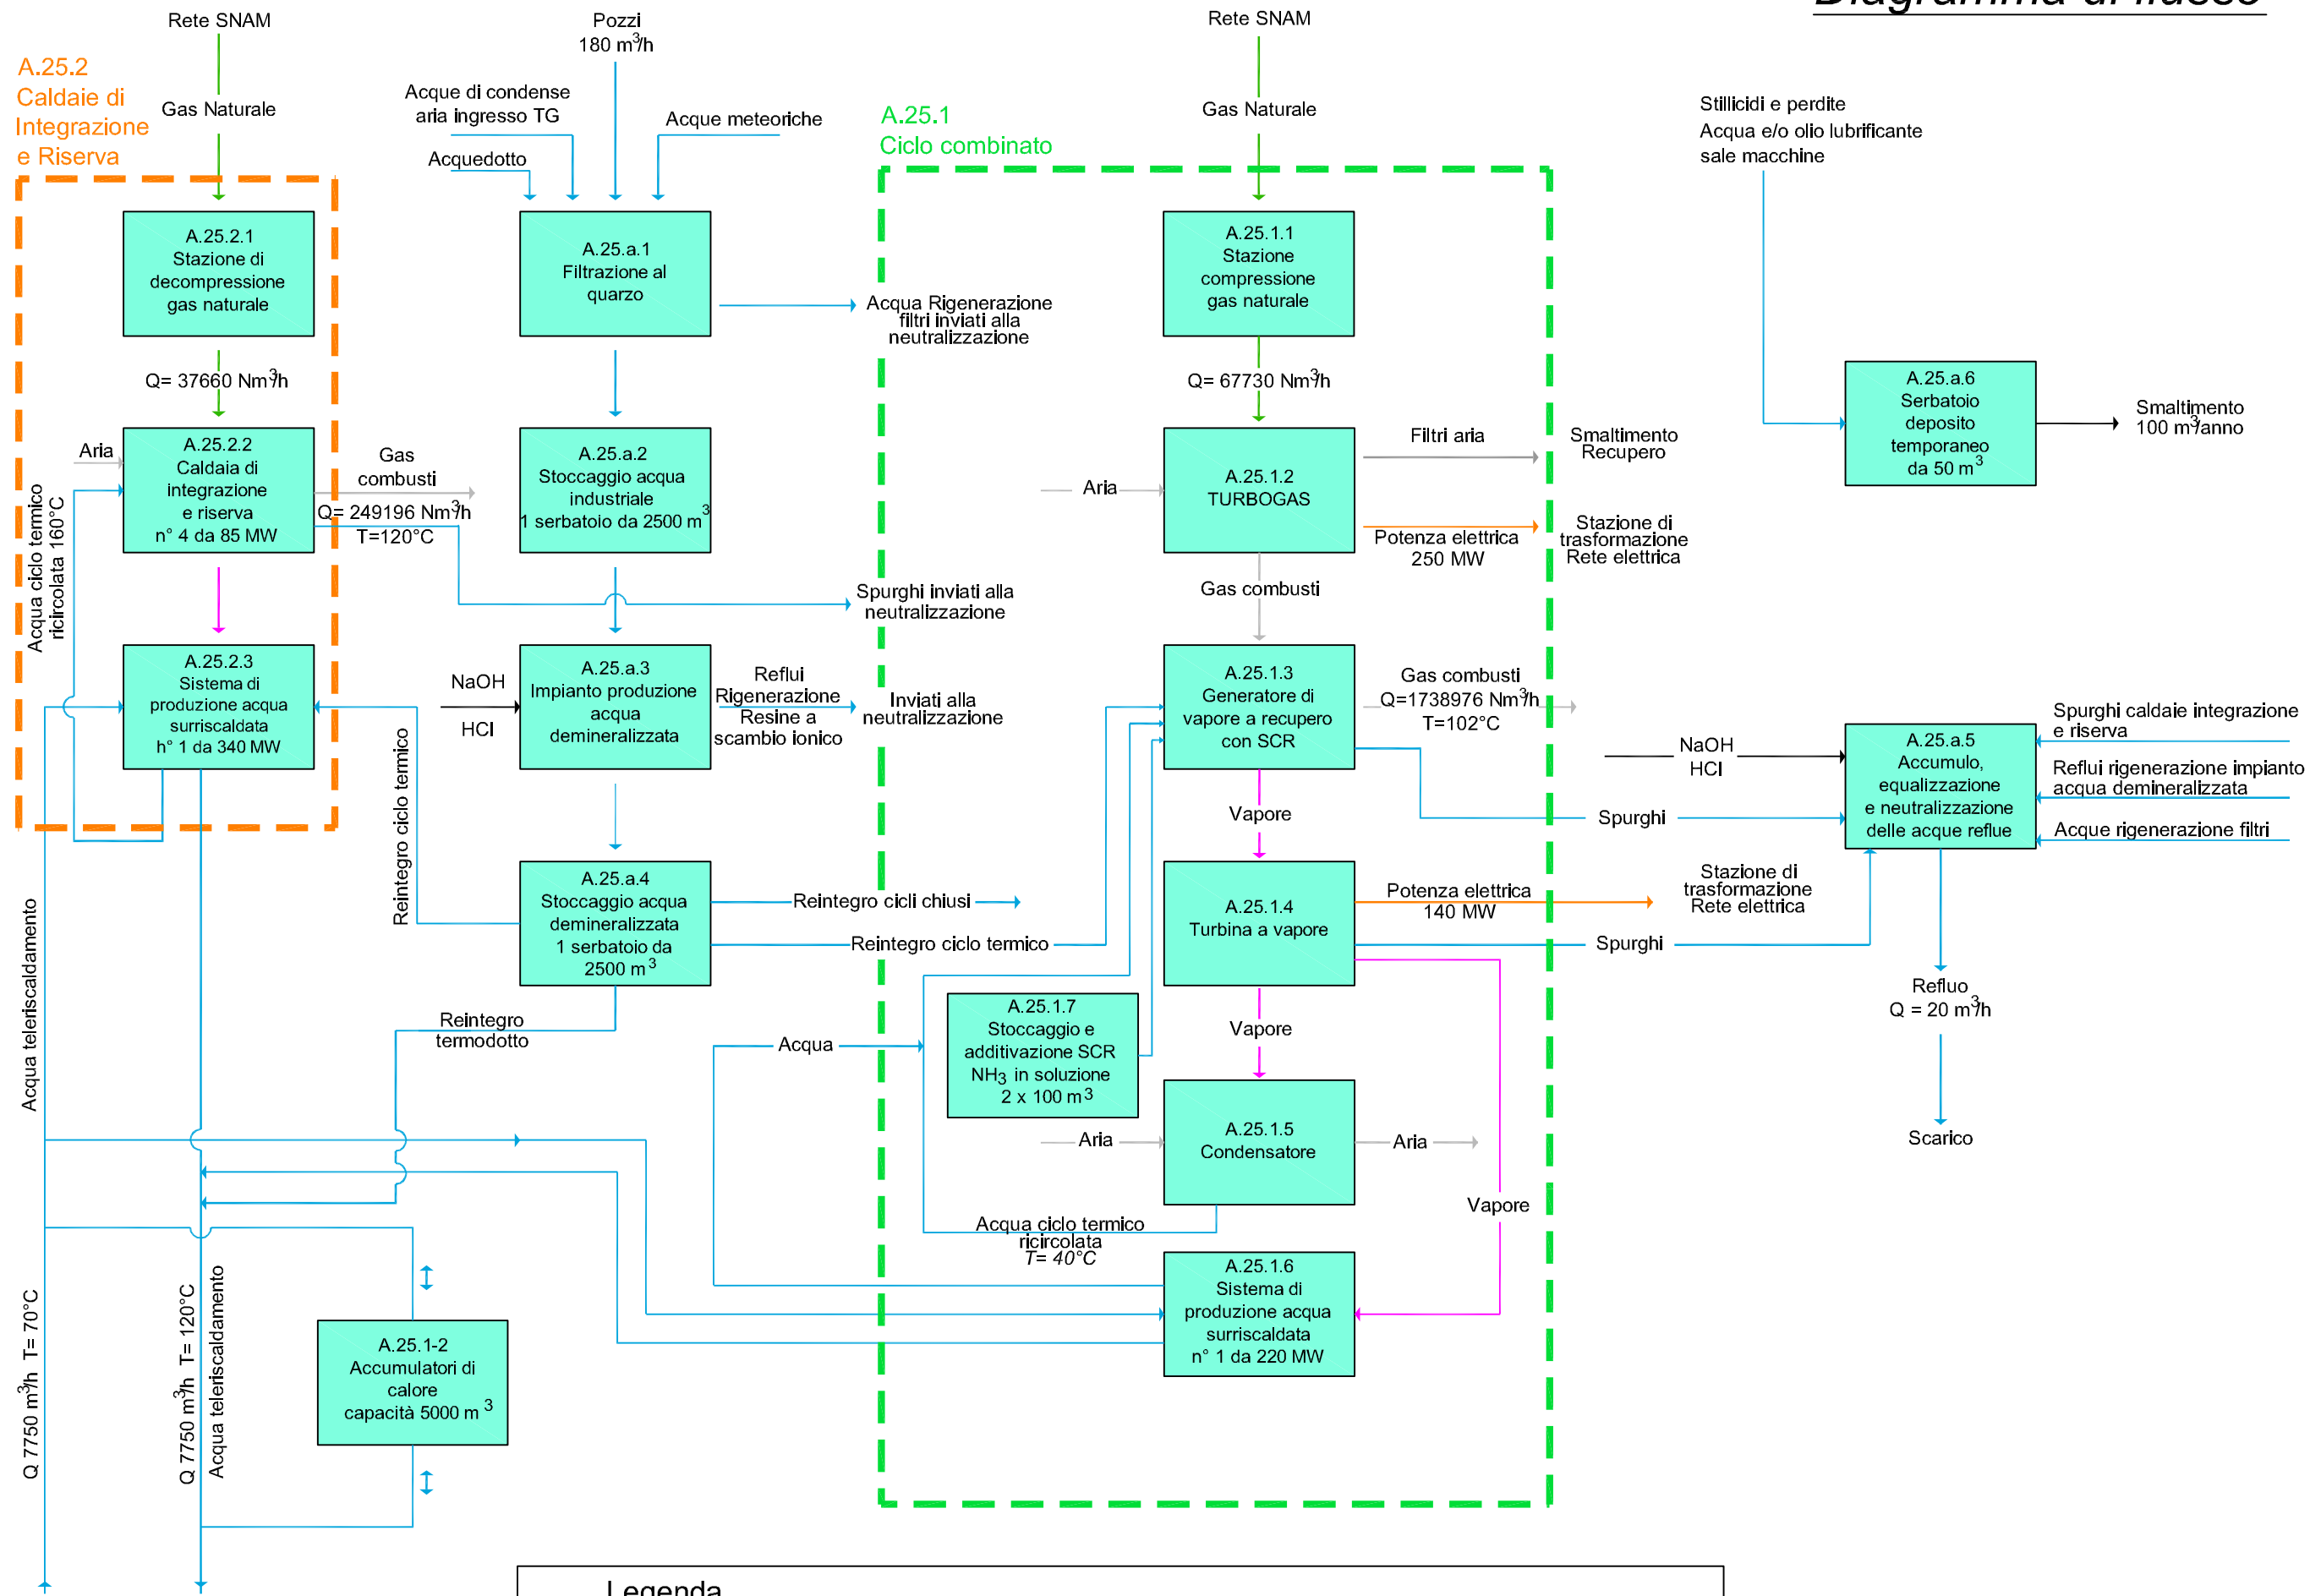 Diagramma di flusso
Rete SNAM
Gas Naturale
A.25.2
Caldaie di
Integrazione
e Riserva
A.25.2.1
Stazione di
decompressione
gas naturale
Q= 37660 Nm³/h
Aria
A.25.2.2
Caldaia di
integrazione
e riserva
n° 4 da 85 MW
Gas
combusti
Q= 249196 Nm³/h
T=120°C
Acqua ciclo termico
ricircolata 160°C
A.25.2.3
Sistema di
produzione acqua
surriscaldata
h° 1 da 340 MW
Reintegro ciclo termico
Acqua teleriscaldamento
Pozzi
180 m³/h
Acque di condense
aria ingresso TG
Acque meteoriche
Acquedotto
A.25.a.1
Filtrazione al
quarzo
Acqua Rigenerazione
filtri inviati alla
neutralizzazione
A.25.a.2
Stoccaggio acqua
industriale
1 serbatoio da 2500 m³
Spurghi inviati alla
neutralizzazione
NaOH
HCl
A.25.a.3
Impianto produzione
acqua
demineralizzata
Reflui
Rigenerazione
Resine a
scambio ionico
Inviati alla
neutralizzazione
A.25.a.4
Stoccaggio acqua
demineralizzata
1 serbatoio da
2500 m³
Reintegro cicli chiusi
Reintegro ciclo termico
Reintegro
termodotto
Acqua
A.25.1
Ciclo combinato
Rete SNAM
Gas Naturale
A.25.1.1
Stazione
compressione
gas naturale
Q= 67730 Nm³/h
Aria
A.25.1.2
TURBOGAS
Filtri aria
Smaltimento
Recupero
Potenza elettrica
250 MW
Stazione di
trasformazione
Rete elettrica
Gas combusti
A.25.1.3
Generatore di
vapore a recupero
con SCR
Gas combusti
Q=1738976 Nm³/h
T=102°C
Vapore
Spurghi
A.25.1.4
Turbina a vapore
Potenza elettrica
140 MW
Stazione di
trasformazione
Rete elettrica
Spurghi
A.25.1.7
Stoccaggio e
additivazione SCR
NH₃ in soluzione
2 x 100 m³
Vapore
Aria
A.25.1.5
Condensatore
Aria
Vapore
Acqua ciclo termico
ricircolata
T= 40°C
A.25.1.6
Sistema di
produzione acqua
surriscaldata
n° 1 da 220 MW
Stillicidi e perdite
Acqua e/o olio lubrificante
sale macchine
A.25.a.6
Serbatoio
deposito
temporaneo
da 50 m³
Smaltimento
100 m³/anno
NaOH
HCl
A.25.a.5
Accumulo,
equalizzazione
e neutralizzazione
delle acque reflue
Spurghi caldaie integrazione
e riserva
Reflui rigenerazione impianto
acqua demineralizzata
Acque rigenerazione filtri
Refluo
Q = 20 m³/h
Scarico
Q 7750 m³/h T= 70°C
Q 7750 m³/h T= 120°C
Acqua teleriscaldamento
A.25.1-2
Accumulatori di
calore
capacità 5000 m³
Legenda